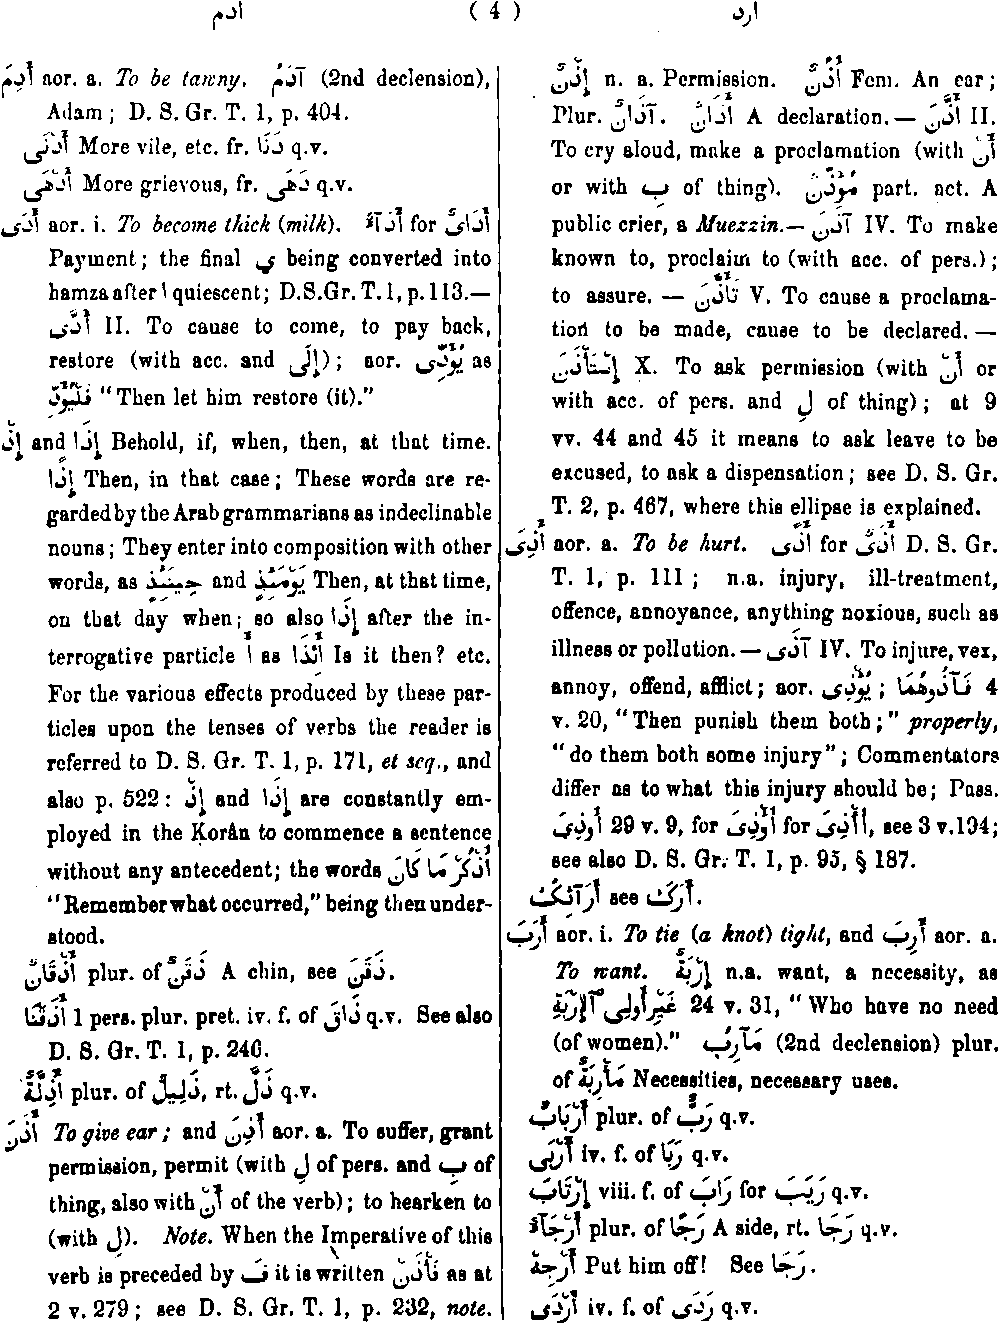 ادم ( 4 ) ارد
أَدِمَ aor. a. To be tawny. آدَمُ (2nd declension),
Adam; D. S. Gr. T. 1, p. 404.
أَدْنَى More vile, etc. fr. دَنَا q.v.
أَدْهَى More grievous, fr. دَهَى q.v.
أَدَى aor. i. To become thick (milk). أَدَآءٌ for أَدَاىٌ
Payment; the final ي being converted into
hamza after ا quiescent; D.S.Gr. T. 1, p. 113.—
أَدَّى II. To cause to come, to pay back,
restore (with acc. and إِلَى); aor. يُؤَدِّى as
فَلْيُؤَدِّ "Then let him restore (it)."
إِذْ and إِذَا Behold, if, when, then, at that time.
إِذًا Then, in that case; These words are re-
garded by the Arab grammarians as indeclinable
nouns; They enter into composition with other
words, as حِينَئِذٍ and يَوْمَئِذٍ Then, at that time,
on that day when; so also إِذَا after the in-
terrogative particle أَ as أَئِذَا Is it then? etc.
For the various effects produced by these par-
ticles upon the tenses of verbs the reader is
referred to D. S. Gr. T. 1, p. 171, et seq., and
also p. 522: إِذْ and إِذَا are constantly em-
ployed in the Ḳorân to commence a sentence
without any antecedent; the words أُذْكُرْ مَا كَانَ
"Remember what occurred," being then under-
stood.
أَذْقَانٌ plur. of ذَقَنٌ A chin, see ذَقَنَ.
أَذَقْنَا 1 pers. plur. pret. iv. f. of ذَاقَ q.v. See also
D. S. Gr. T. 1, p. 246.
أَذِلَّةٌ plur. of ذَلِيلٌ, rt. ذَلَّ q.v.
أَذَنَ To give ear; and أَذِنَ aor. a. To suffer, grant
permission, permit (with لِ of pers. and بِ of
thing, also with أَنْ of the verb); to hearken to
(with لِ). Note. When the Imperative of this
verb is preceded by فَ it is written فَأْذَنْ as at
2 v. 279; see D. S. Gr. T. 1, p. 232, note.
إِذْنٌ n. a. Permission. أُذُنٌ Fem. An ear;
Plur. آذَانٌ. أَذَانٌ A declaration.— أَذَّنَ II.
To cry aloud, make a proclamation (with أَنْ
or with بِ of thing). مُؤَذِّنٌ part. act. A
public crier, a Muezzin.— آذَنَ IV. To make
known to, proclaim to (with acc. of pers.);
to assure. — تَأَذَّنَ V. To cause a proclama-
tion to be made, cause to be declared. —
إِسْتَأْذَنَ X. To ask permission (with أَنْ or
with acc. of pers. and لِ of thing); at 9
vv. 44 and 45 it means to ask leave to be
excused, to ask a dispensation; see D. S. Gr.
T. 2, p. 467, where this ellipse is explained.
أَذِىَ aor. a. To be hurt. أَذًى for أَذَىٌ D. S. Gr.
T. 1, p. 111; n.a. injury, ill-treatment,
offence, annoyance, anything noxious, such as
illness or pollution.— آذَى IV. To injure, vex,
annoy, offend, afflict; aor. يُؤْذِى; فَآذُوهُمَا 4
v. 20, "Then punish them both;" properly,
"do them both some injury"; Commentators
differ as to what this injury should be; Pass.
أُوذِىَ 29 v. 9, for أُؤْذِىَ for أُأْذِىَ, see 3 v. 194;
see also D. S. Gr. T. 1, p. 95, § 187.
أَرَآئِكُ see أَرَكَ.
أَرَبَ aor. i. To tie (a knot) tight, and أَرِبَ aor. a.
To want. إِرْبَةٌ n.a. want, a necessity, as
غَيْرِ أُولِى ٱلْإِرْبَةِ 24 v. 31, "Who have no need
(of women)." مَآرِبُ (2nd declension) plur.
of مَأْرَبَةٌ Necessities, necessary uses.
أَرْبَابٌ plur. of رَبٌّ q.v.
أَرْبَى iv. f. of رَبَا q.v.
إِرْتَابَ viii. f. of رَابَ for رَيَبَ q.v.
أَرْجَآءٌ plur. of رَجَا A side, rt. رَجَا q.v.
أَرْجِهْ Put him off! See رَجَا.
أَرْدَى iv. f. of رَدَى q.v.